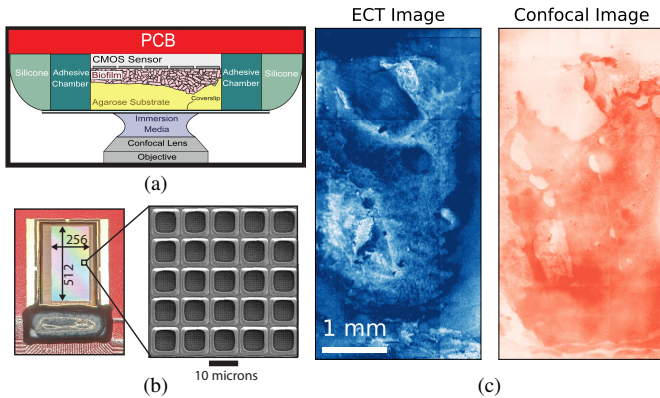 PCB
CMOS Sensor
Silicone
Adhesive
Chamber
Biofilm
Adhesive
Chamber
Silicone
Agarose Substrate
Coverslip
Immersion
Media
Confocal Lens
Objective
(a)
256
512
10 microns
(b)
ECT Image
Confocal Image
1 mm
(c)